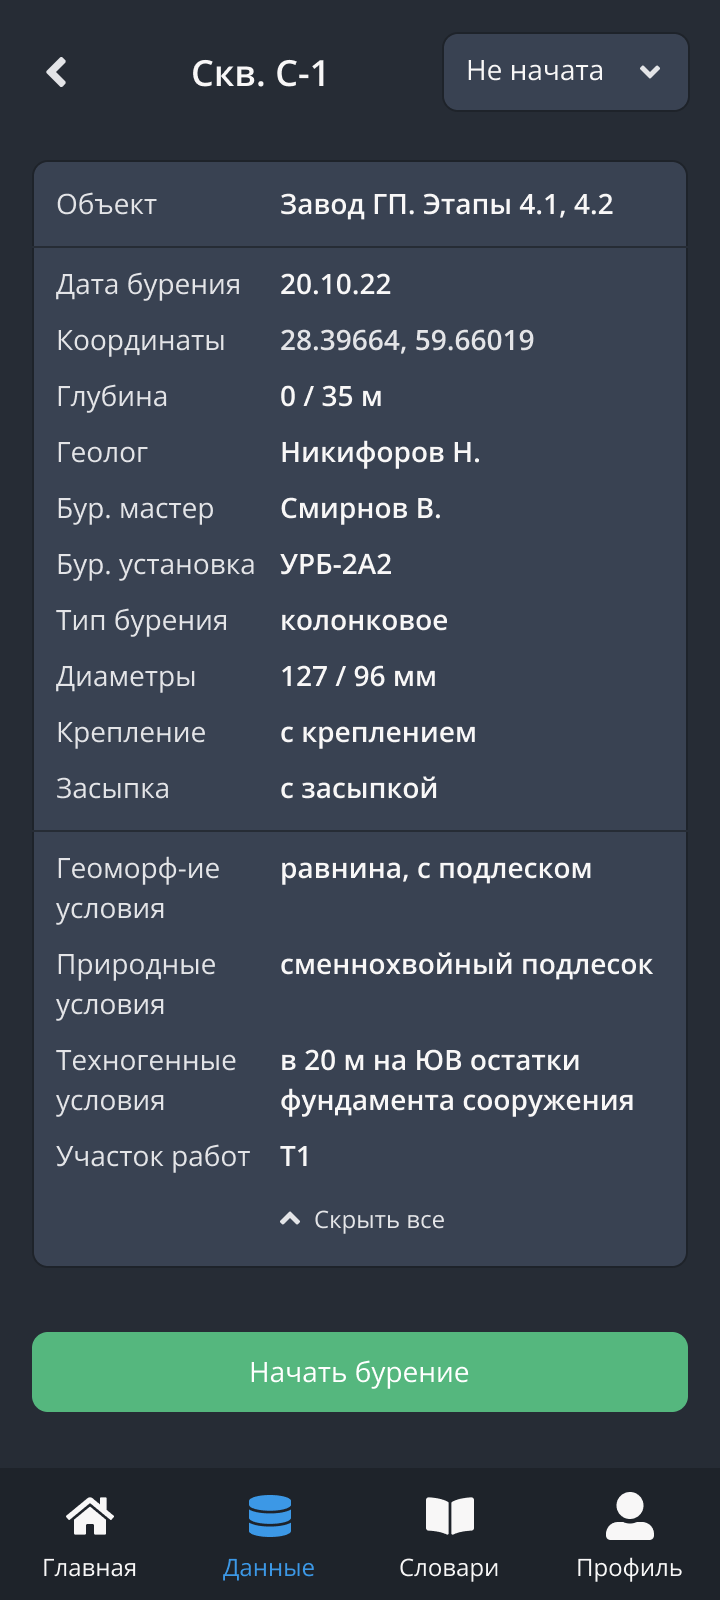 Скв. С-1
Не начата
Объект Завод ГП. Этапы 4.1, 4.2
Дата бурения 20.10.22
Координаты 28.39664, 59.66019
Глубина 0 / 35 м
Геолог Никифоров Н.
Бур. мастер Смирнов В.
Бур. установка УРБ-2А2
Тип бурения колонковое
Диаметры 127 / 96 мм
Крепление с креплением
Засыпка с засыпкой
Геоморф-ие равнина, с подлеском
условия
Природные сменнохвойный подлесок
условия
Техногенные в 20 м на ЮВ остатки
условия фундамента сооружения
Участок работ Т1
Скрыть все
Начать бурение
Главная Данные Словари Профиль